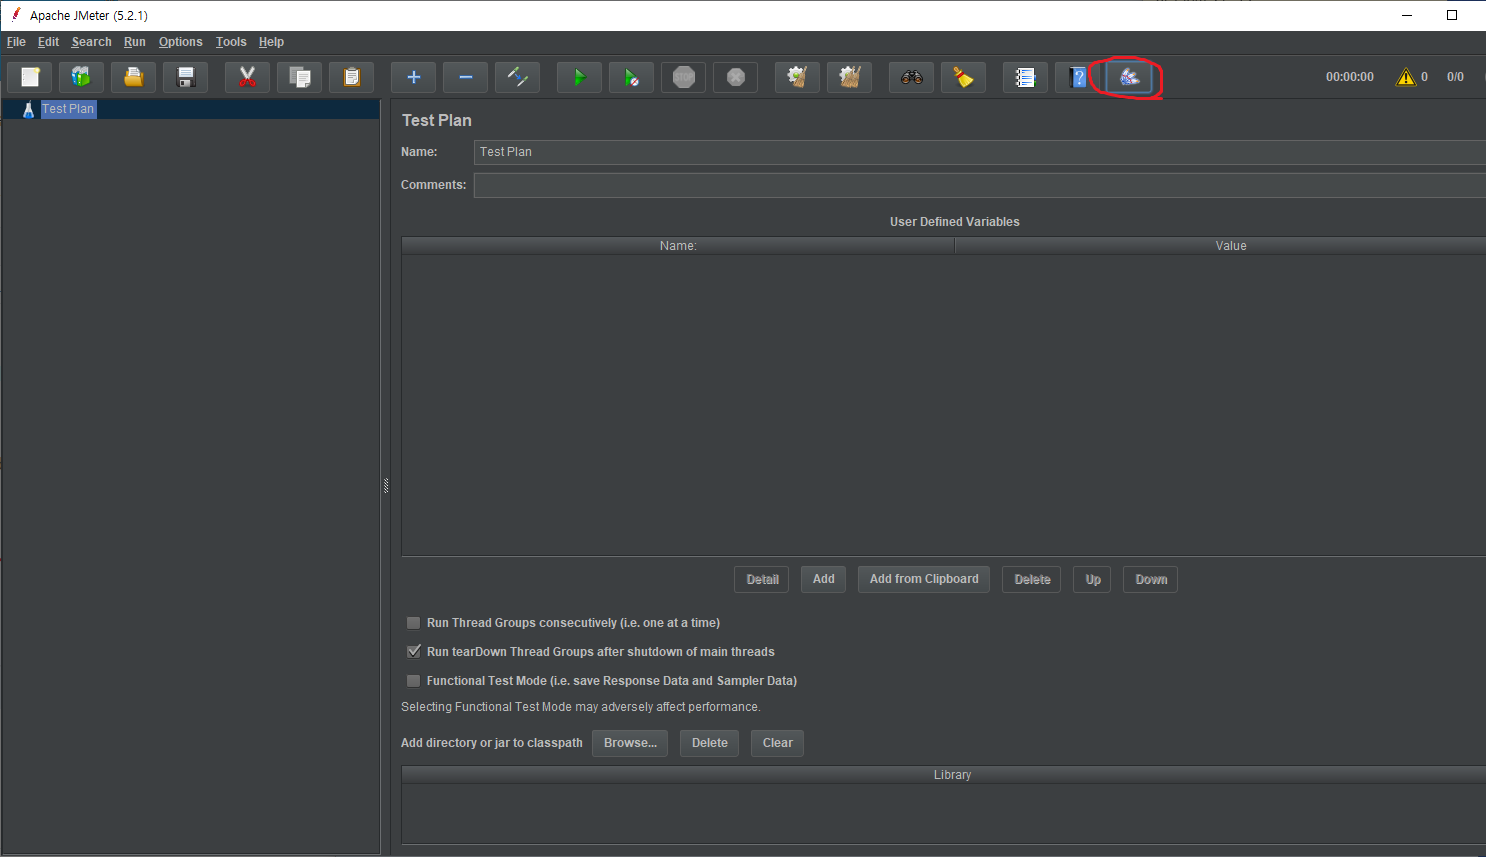 Apache JMeter (5.2.1)
File Edit Search Run Options Tools Help
STOP
?
00:00:00 0 0/0
Test Plan
Test Plan
Name: Test Plan
Comments:
User Defined Variables
Name: Value
Detail Add Add from Clipboard Delete Up Down
Run Thread Groups consecutively (i.e. one at a time)
Run tearDown Thread Groups after shutdown of main threads
Functional Test Mode (i.e. save Response Data and Sampler Data)
Selecting Functional Test Mode may adversely affect performance.
Add directory or jar to classpath Browse... Delete Clear
Library